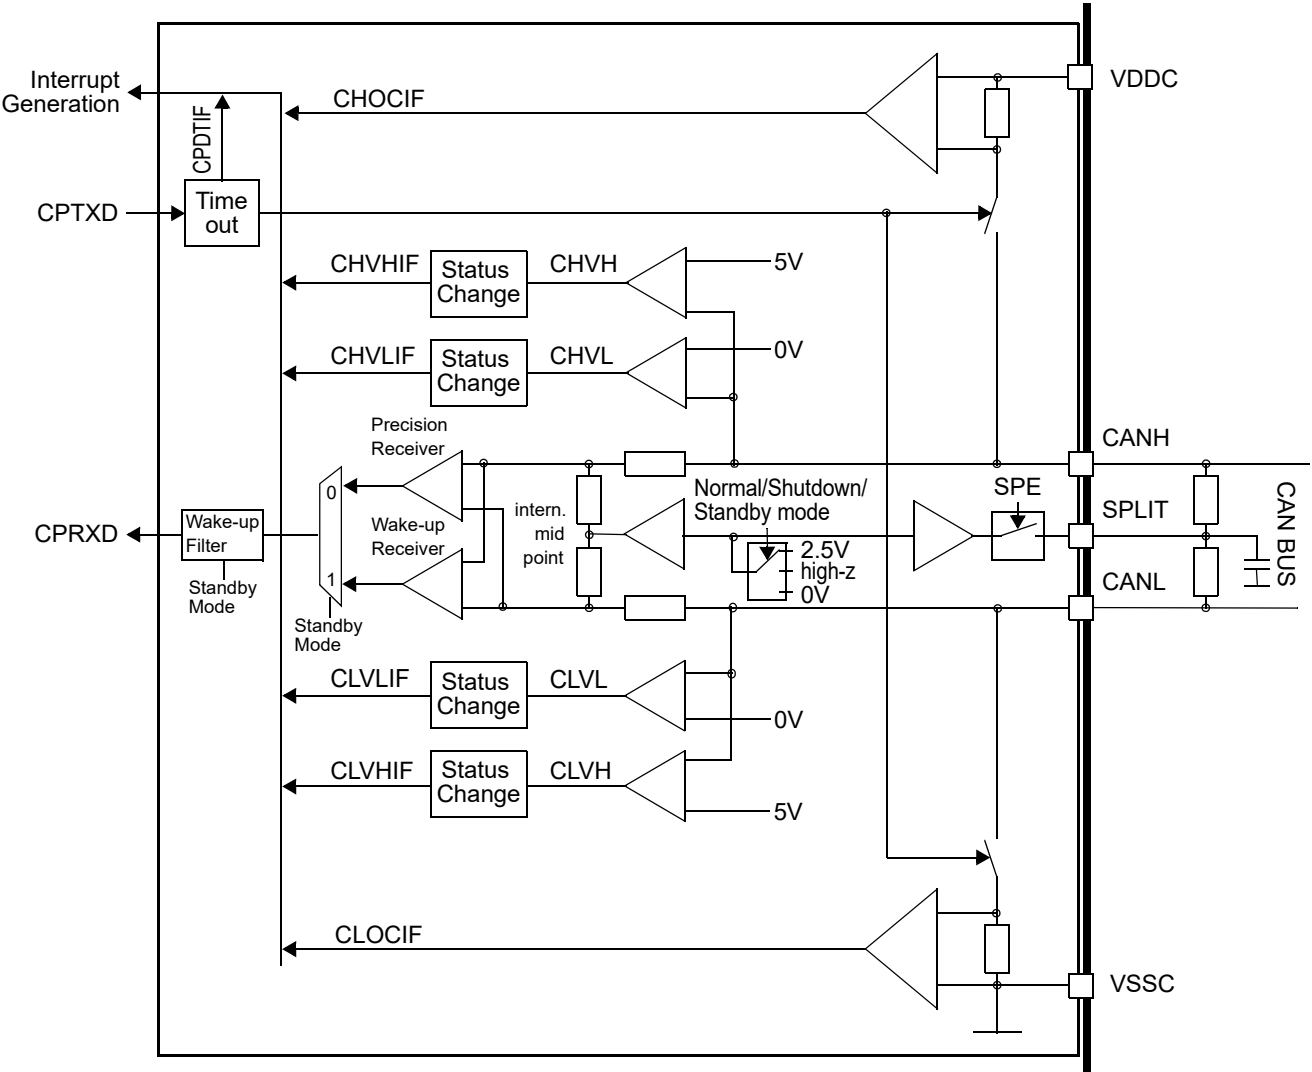 Interrupt
Generation
CHOCIF
VDDC
CPDTIF
CPTXD
Time
out
CHVHIF
Status
Change
CHVH
5V
CHVLIF
Status
Change
CHVL
0V
Precision
Receiver
CANH
0
Normal/Shutdown/
Standby mode
SPE
SPLIT
intern.
mid
point
CPRXD
Wake-up
Filter
Wake-up
Receiver
2.5V
high-z
0V
CANL
CAN BUS
1
Standby
Mode
Standby
Mode
CLVLIF
Status
Change
CLVL
0V
CLVHIF
Status
Change
CLVH
5V
CLOCIF
VSSC